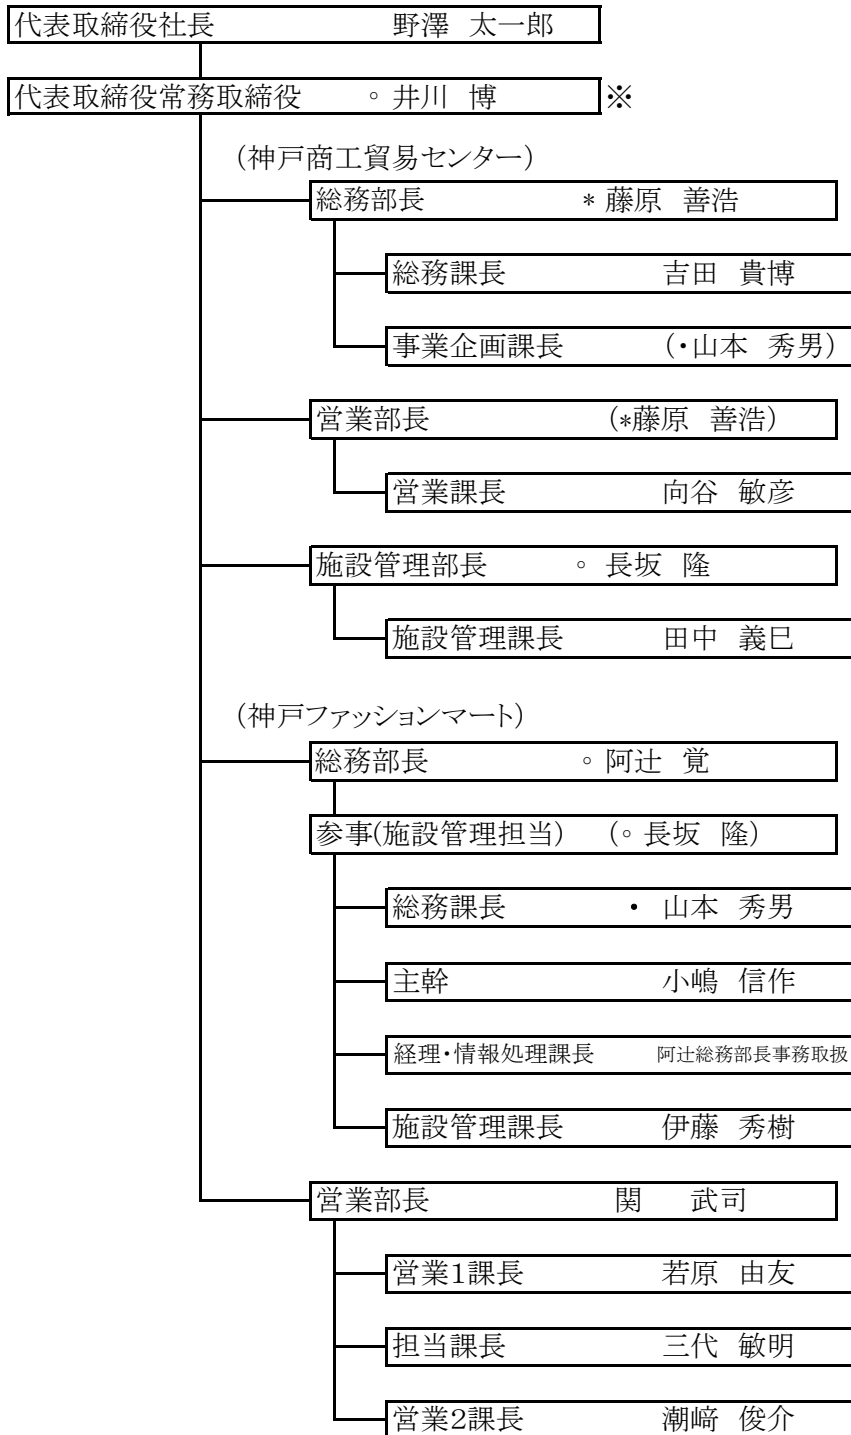 代表取締役社長 野澤 太一郎
代表取締役常務取締役 ◦ 井川 博 ※
(神戸商工貿易センター)
総務部長 * 藤原 善浩
総務課長 吉田 貴博
事業企画課長 (・山本 秀男)
営業部長 (*藤原 善浩)
営業課長 向谷 敏彦
施設管理部長 ◦ 長坂 隆
施設管理課長 田中 義巳
(神戸ファッションマート)
総務部長 ◦ 阿辻 覚
参事(施設管理担当) (◦ 長坂 隆)
総務課長 ・ 山本 秀男
主幹 小嶋 信作
経理・情報処理課長 阿辻総務部長事務取扱
施設管理課長 伊藤 秀樹
営業部長 関 武司
営業1課長 若原 由友
担当課長 三代 敏明
営業2課長 潮﨑 俊介